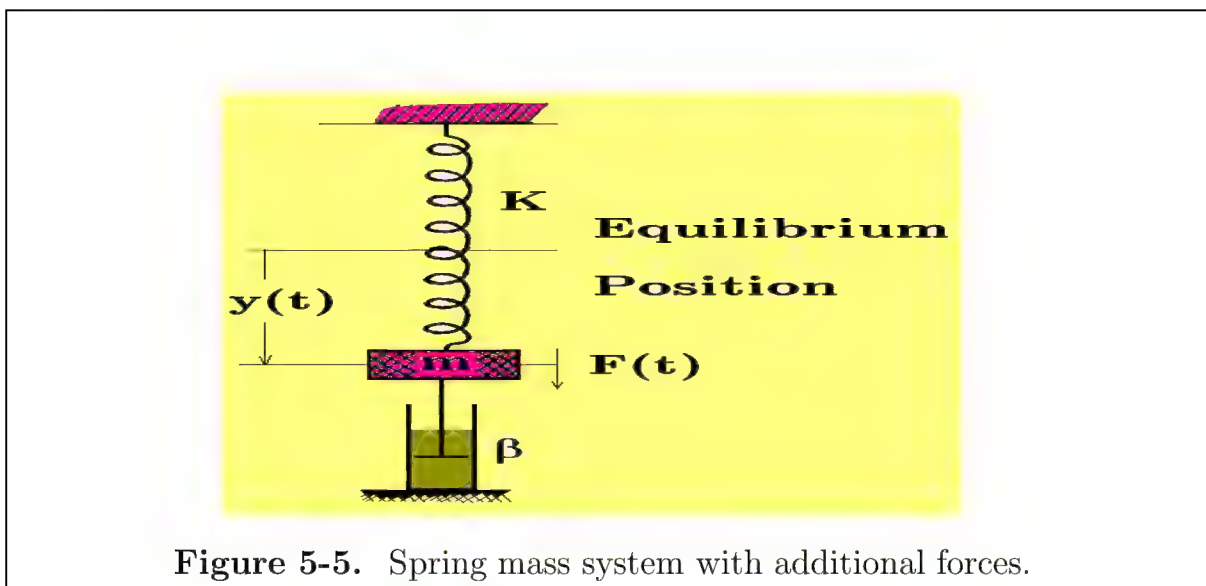 K
Equilibrium
Position
y(t)
m
F(t)
β
Figure 5-5. Spring mass system with additional forces.